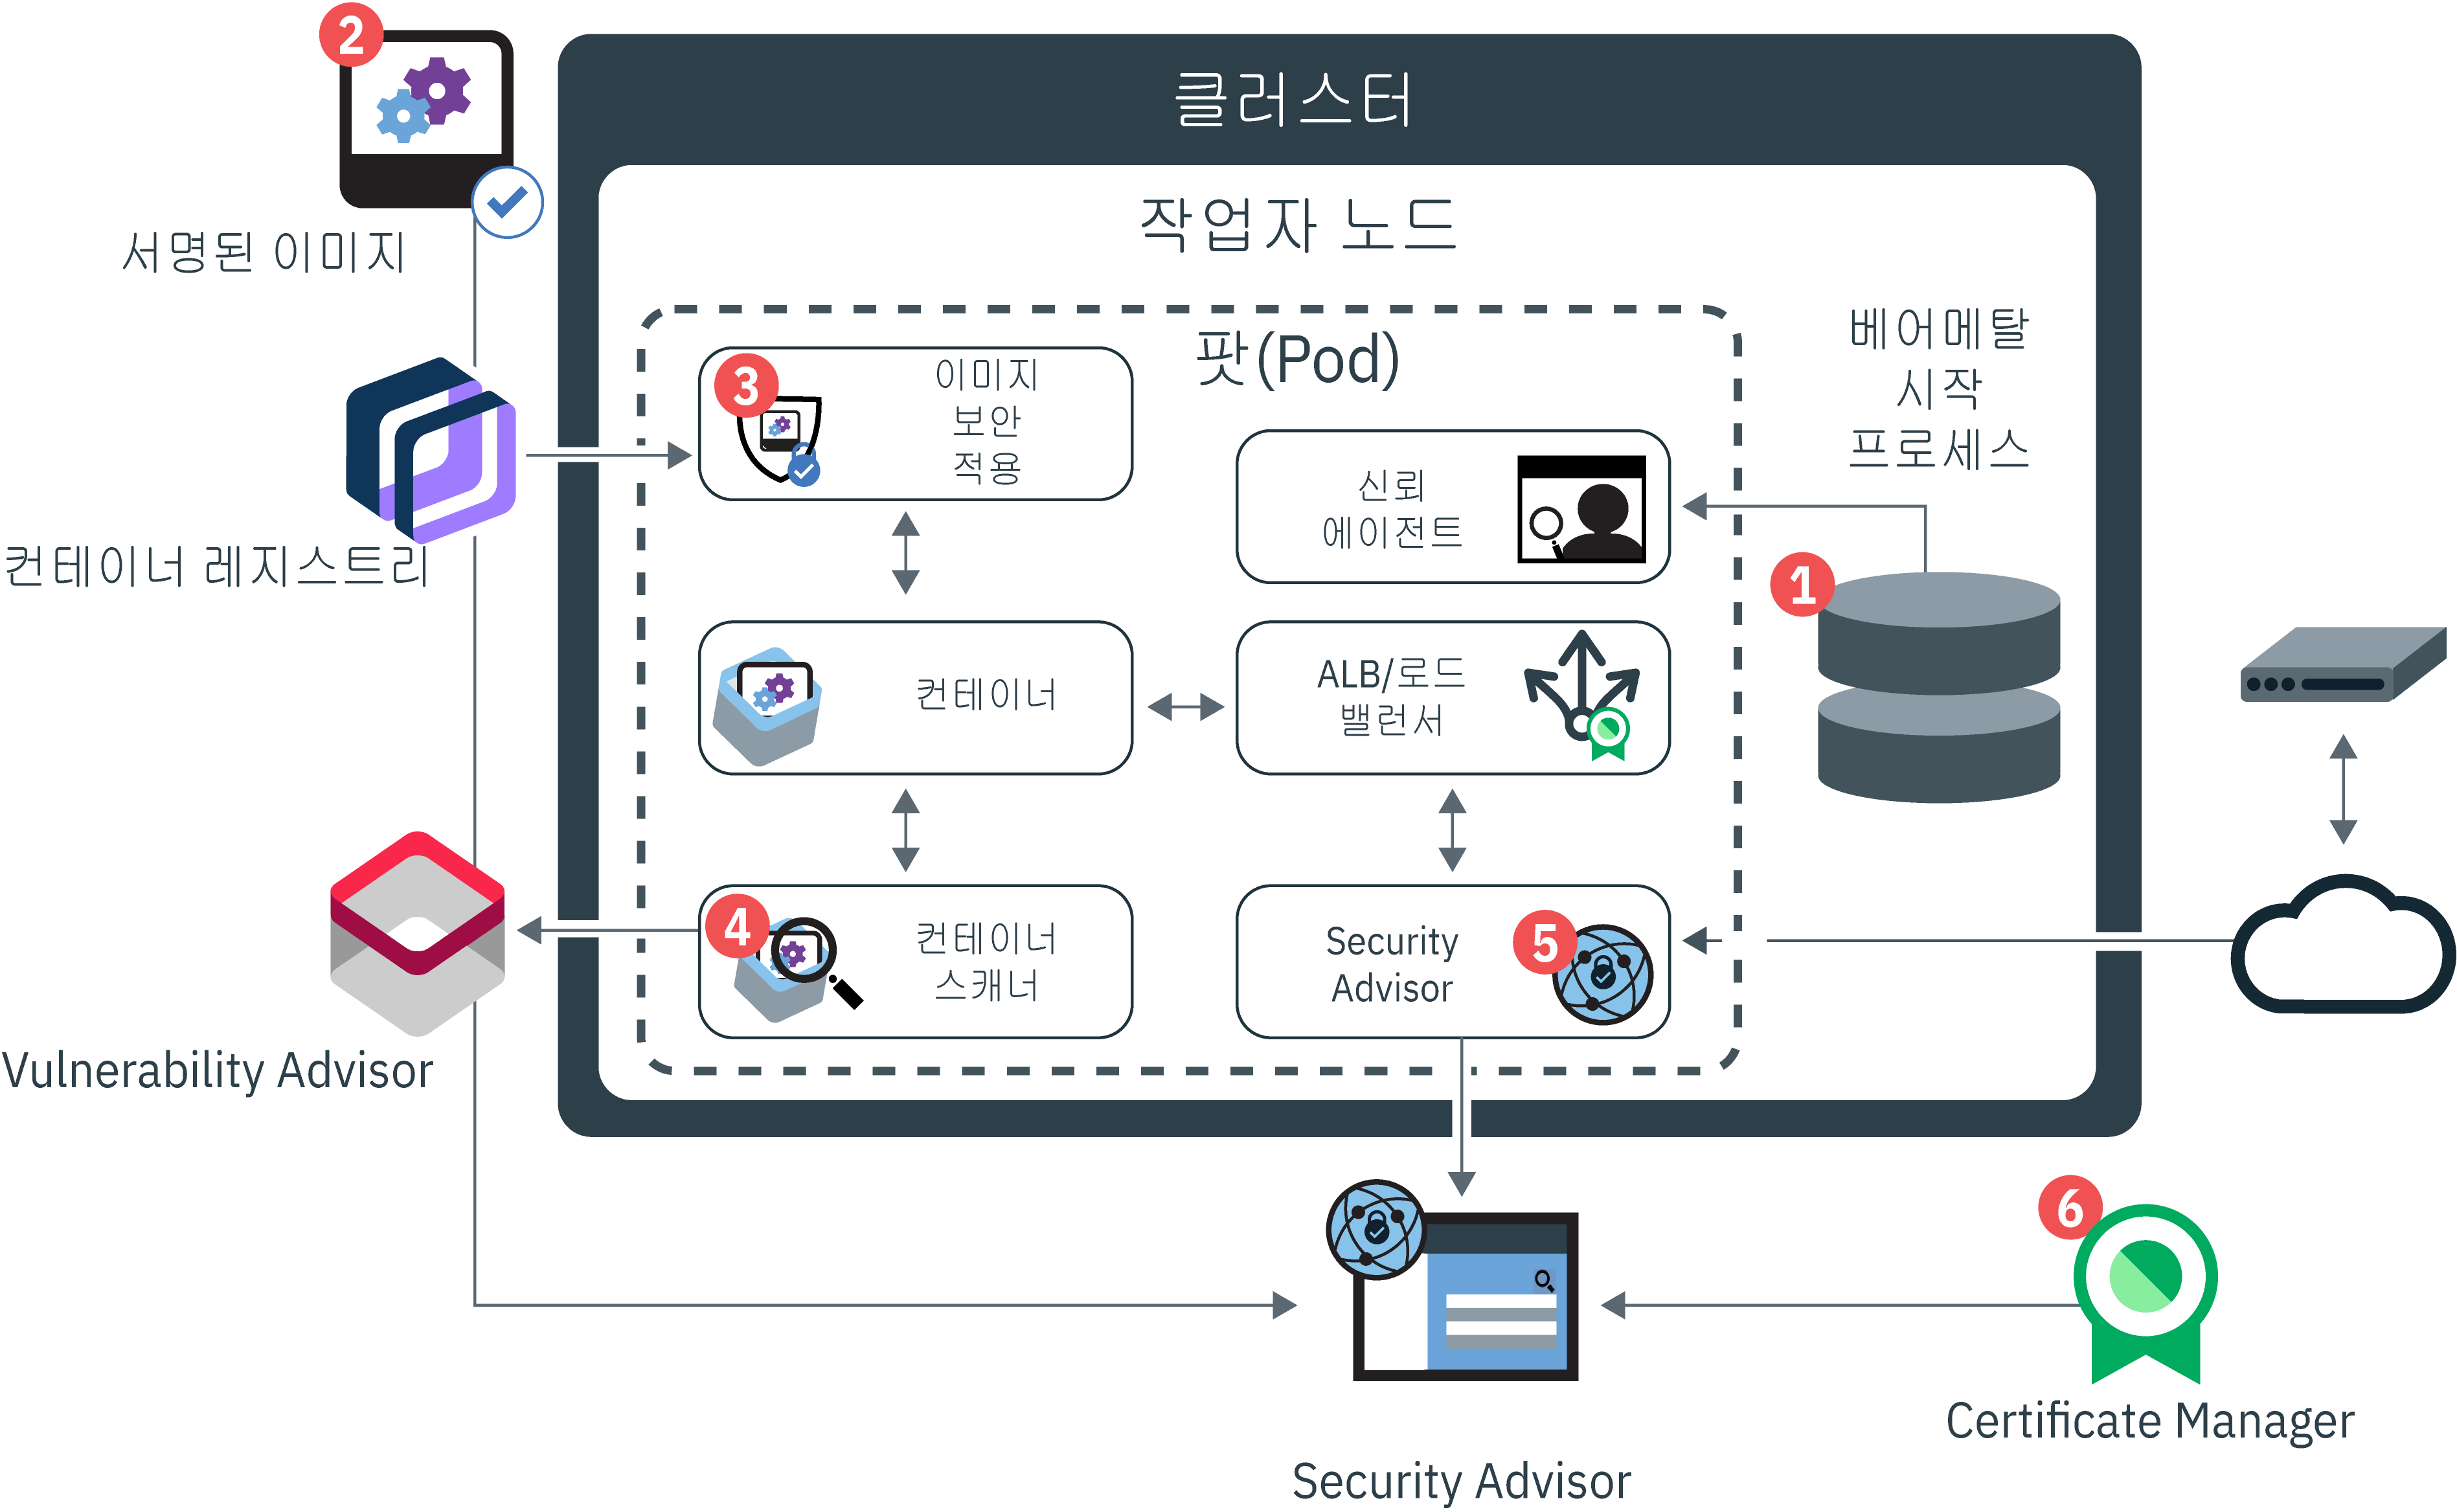 2
클러스터
작업자 노드
서명된 이미지
컨테이너 레지스트리
팟(Pod)
3
이미지
보안
적용
신뢰
에이전트
베어메탈
시작
프로세스
1
컨테이너
ALB/로드
밸런서
4
컨테이너
스캐너
Security
Advisor
5
Vulnerability Advisor
6
Certificate Manager
Security Advisor